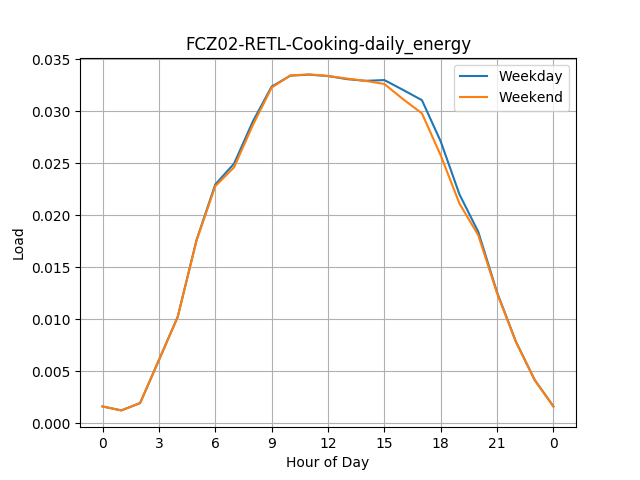 FCZ02-RETL-Cooking-daily_energy
Load
0.035
0.030
0.025
0.020
0.015
0.010
0.005
0.000
Weekday
Weekend
0 3 6 9 12 15 18 21 0
Hour of Day